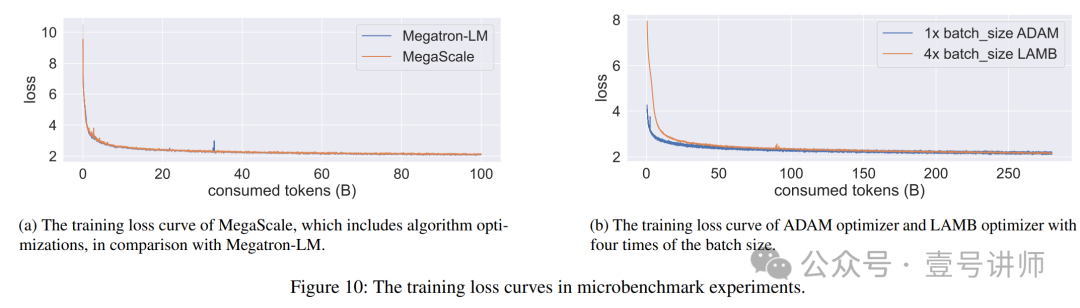 10
8
6
4
2
loss
Megatron-LM
MegaScale
0
20
40
60
80
100
consumed tokens (B)
8
6
4
2
loss
1x batch_size ADAM
4x batch_size LAMB
0
50
100
150
200
250
consumed tokens (B)
(a) The training loss curve of MegaScale, which includes algorithm opti-
mizations, in comparison with Megatron-LM.
(b) The training loss curve of ADAM optimizer and LAMB optimizer with
four times of the batch size.
公众号 · 壹号讲师
Figure 10: The training loss curves in microbenchmark experiments.